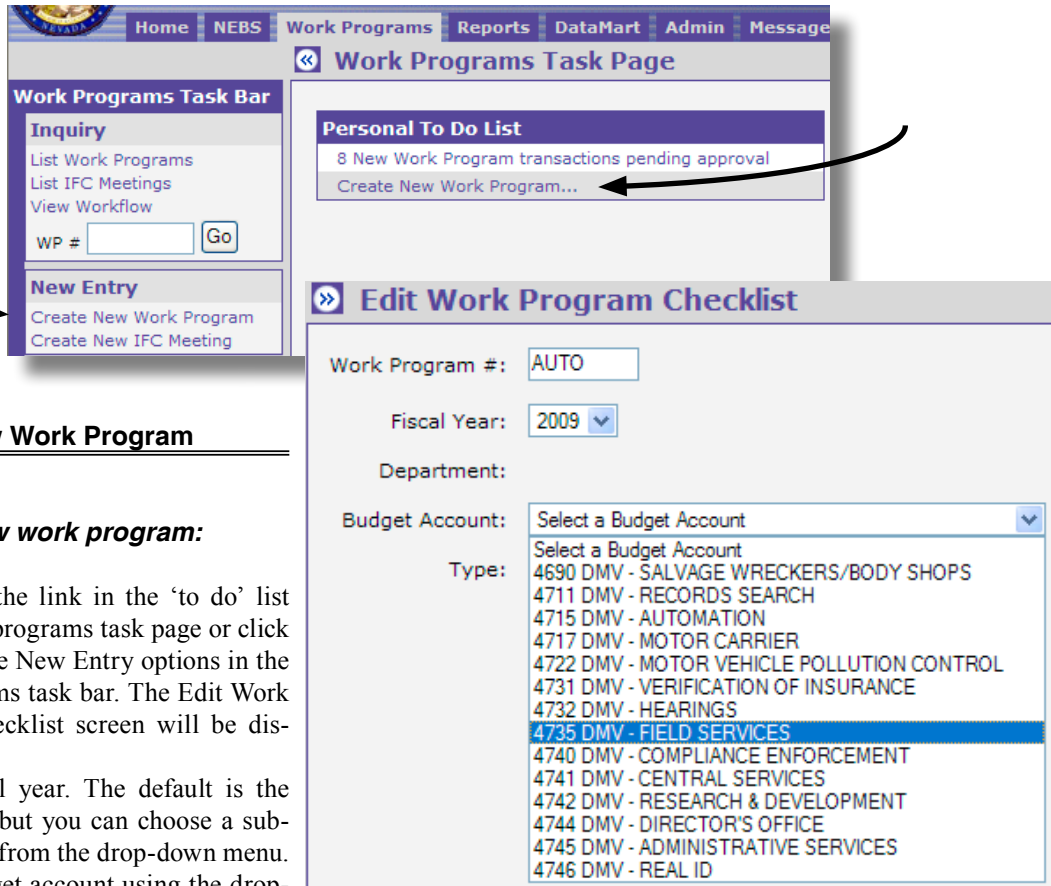 NEVADA
Home NEBS Work Programs Reports DataMart Admin Message
Work Programs Task Page
Work Programs Task Bar
Inquiry
List Work Programs
List IFC Meetings
View Workflow
WP # Go
New Entry
Create New Work Program
Create New IFC Meeting
Personal To Do List
8 New Work Program transactions pending approval
Create New Work Program...
Edit Work Program Checklist
Work Program #: AUTO
Fiscal Year: 2009
Department:
Budget Account: Select a Budget Account
Type:
Select a Budget Account
4690 DMV - SALVAGE WRECKERS/BODY SHOPS
4711 DMV - RECORDS SEARCH
4715 DMV - AUTOMATION
4717 DMV - MOTOR CARRIER
4722 DMV - MOTOR VEHICLE POLLUTION CONTROL
4731 DMV - VERIFICATION OF INSURANCE
4732 DMV - HEARINGS
4735 DMV - FIELD SERVICES
4740 DMV - COMPLIANCE ENFORCEMENT
4741 DMV - CENTRAL SERVICES
4742 DMV - RESEARCH & DEVELOPMENT
4744 DMV - DIRECTOR'S OFFICE
4745 DMV - ADMINISTRATIVE SERVICES
4746 DMV - REAL ID
Work Program
work program:
the link in the ‘to do’ list
programs task page or click
e New Entry options in the
ms task bar. The Edit Work
ecklist screen will be dis-
l year. The default is the
but you can choose a sub-
from the drop-down menu.
get account using the drop-